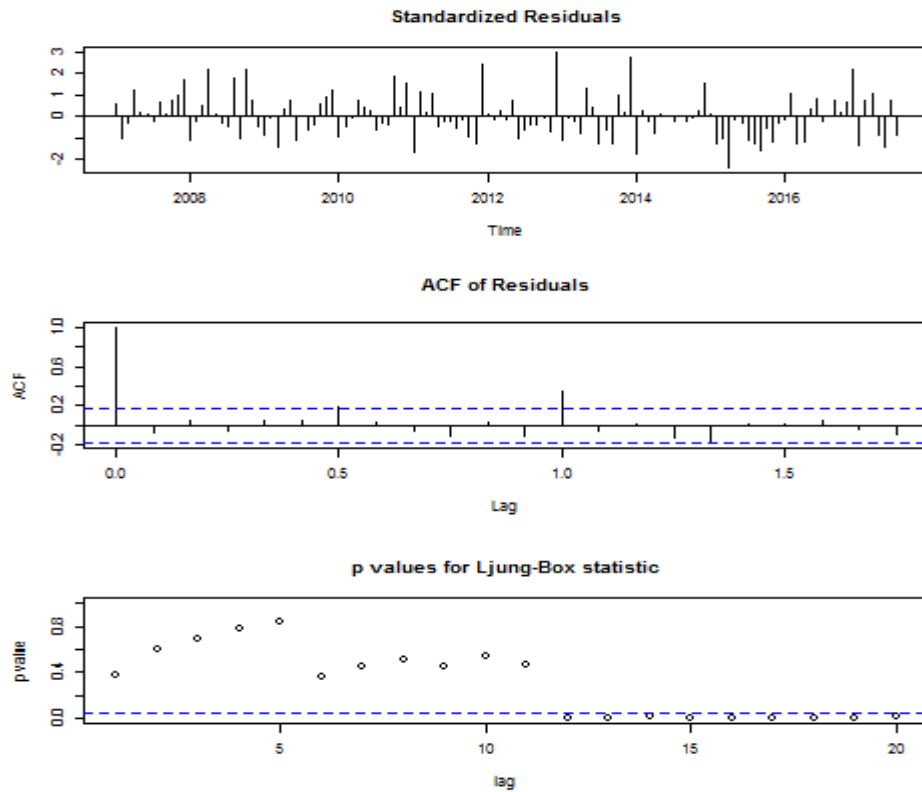 Standardized Residuals
3
2
1
0
-2
2008 2010 2012 2014 2016
Time
ACF of Residuals
ACF
1.0
0.6
0.2
-0.2
0.0 0.5 1.0 1.5
Lag
p values for Ljung-Box statistic
p value
0.8
0.4
0.0
5 10 15 20
lag